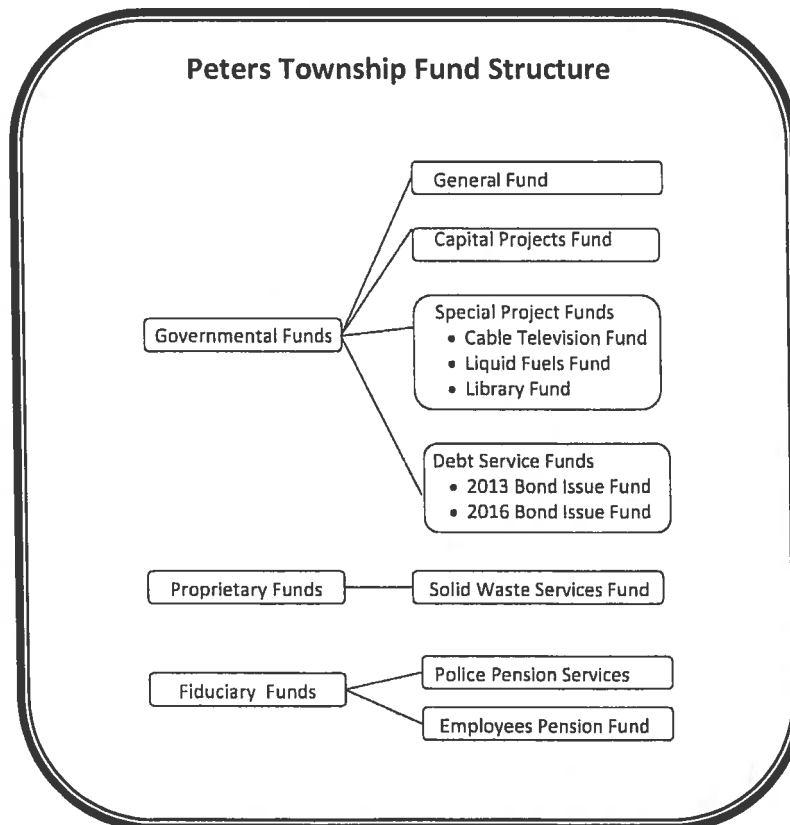 Peters Township Fund Structure
General Fund
Capital Projects Fund
Governmental Funds
Special Project Funds
• Cable Television Fund
• Liquid Fuels Fund
• Library Fund
Debt Service Funds
• 2013 Bond Issue Fund
• 2016 Bond Issue Fund
Proprietary Funds
Solid Waste Services Fund
Fiduciary Funds
Police Pension Services
Employees Pension Fund